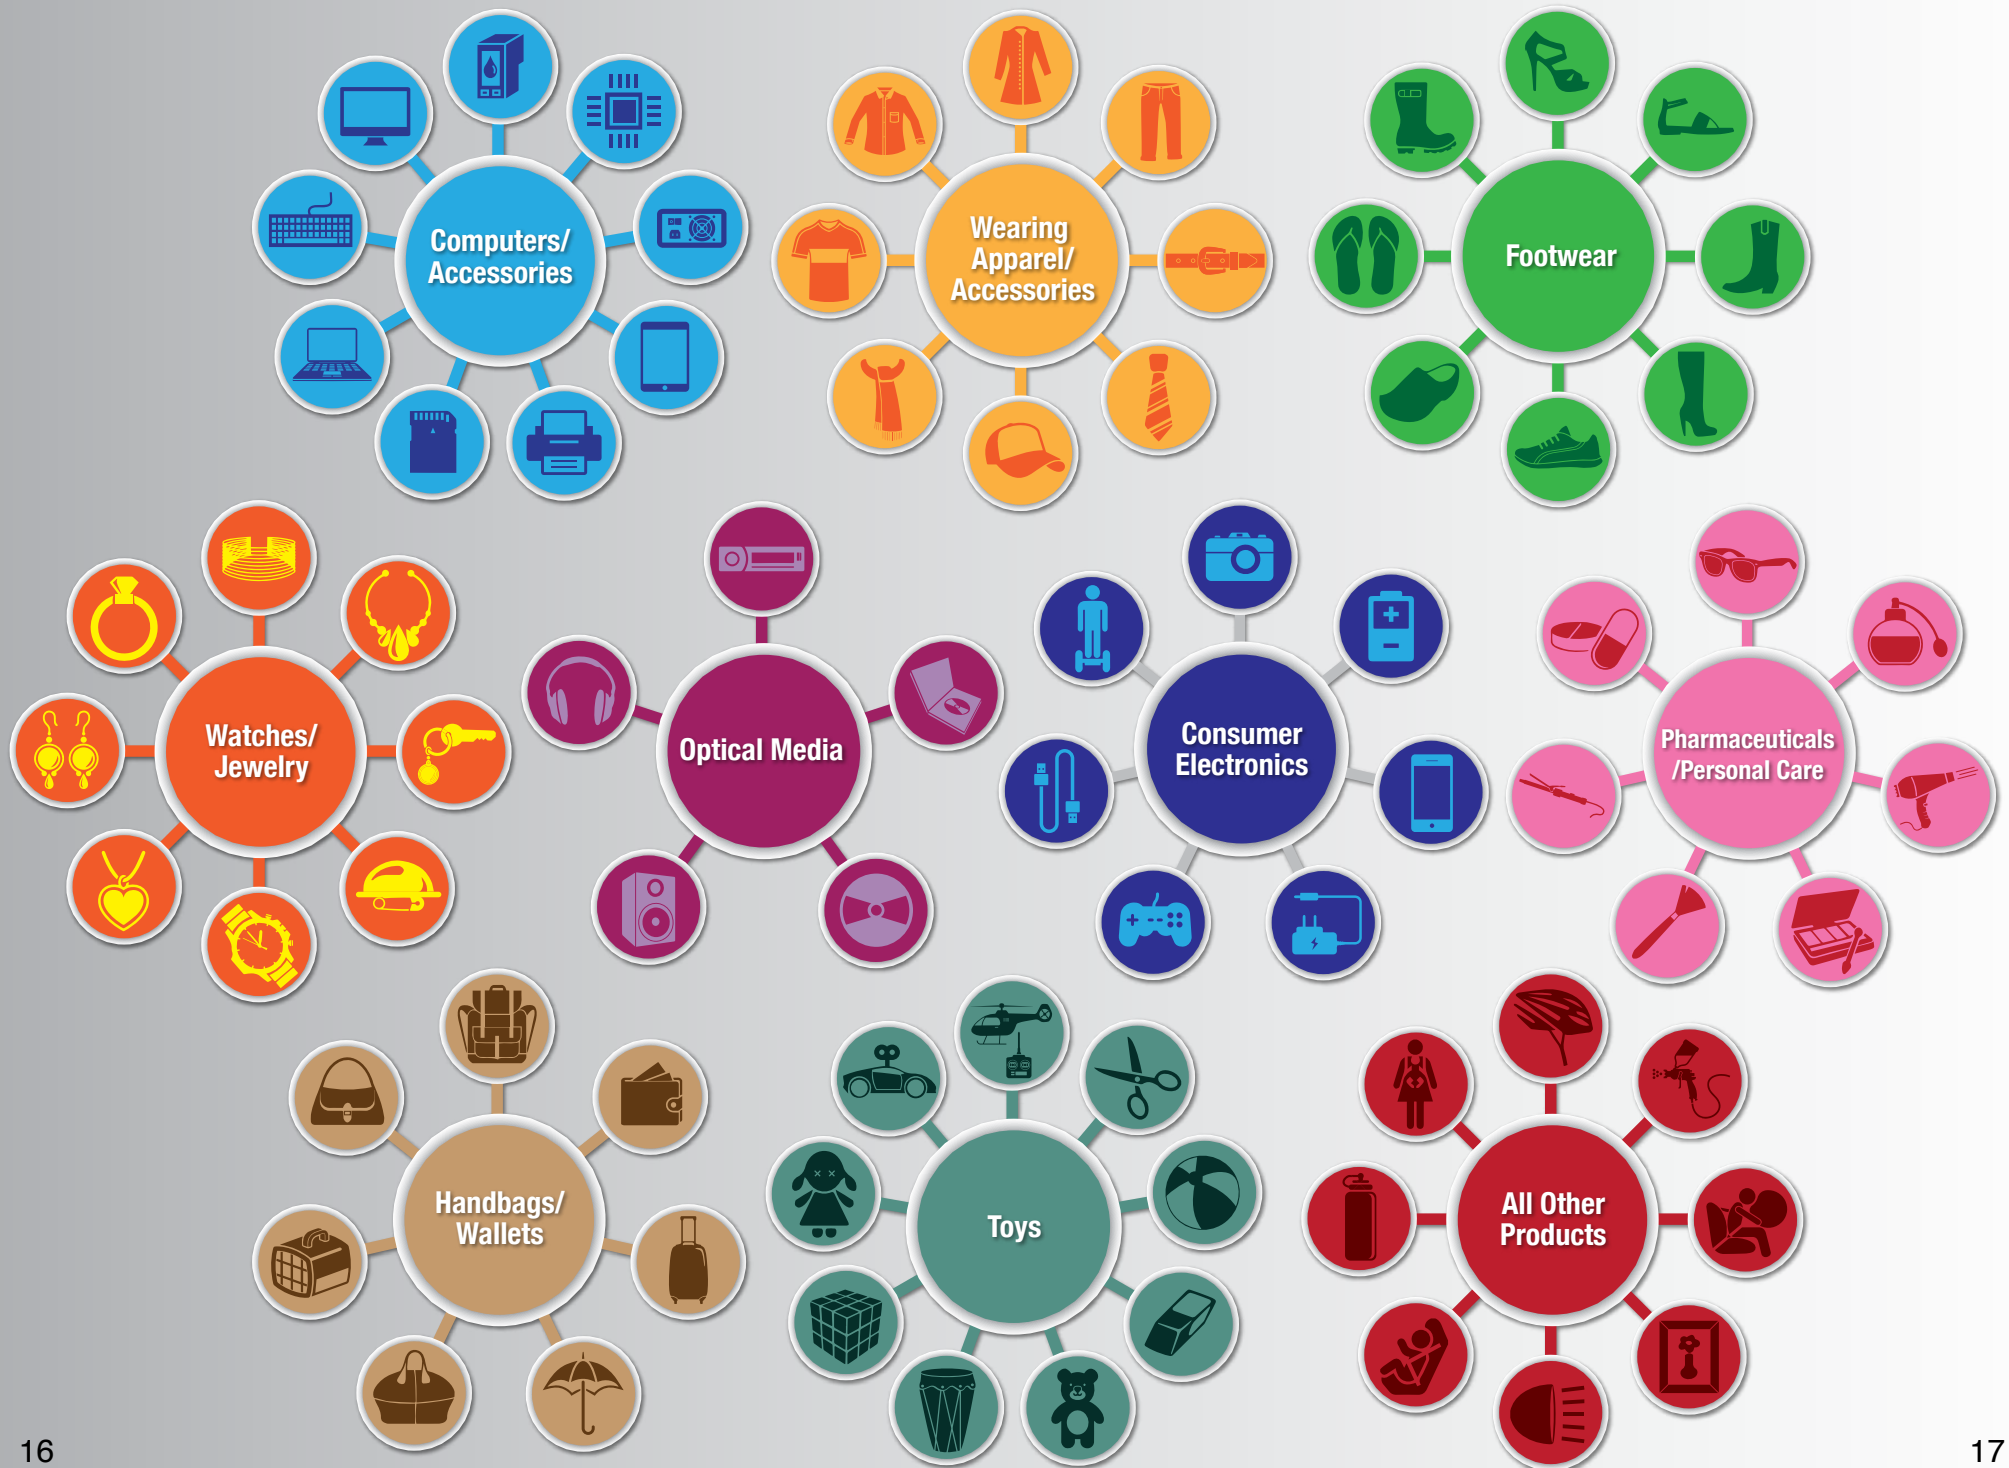 Computers/
Accessories
Wearing
Apparel/
Accessories
Footwear
Watches/
Jewelry
Optical Media
Consumer
Electronics
Pharmaceuticals
/Personal Care
Handbags/
Wallets
Toys
All Other
Products
16
17